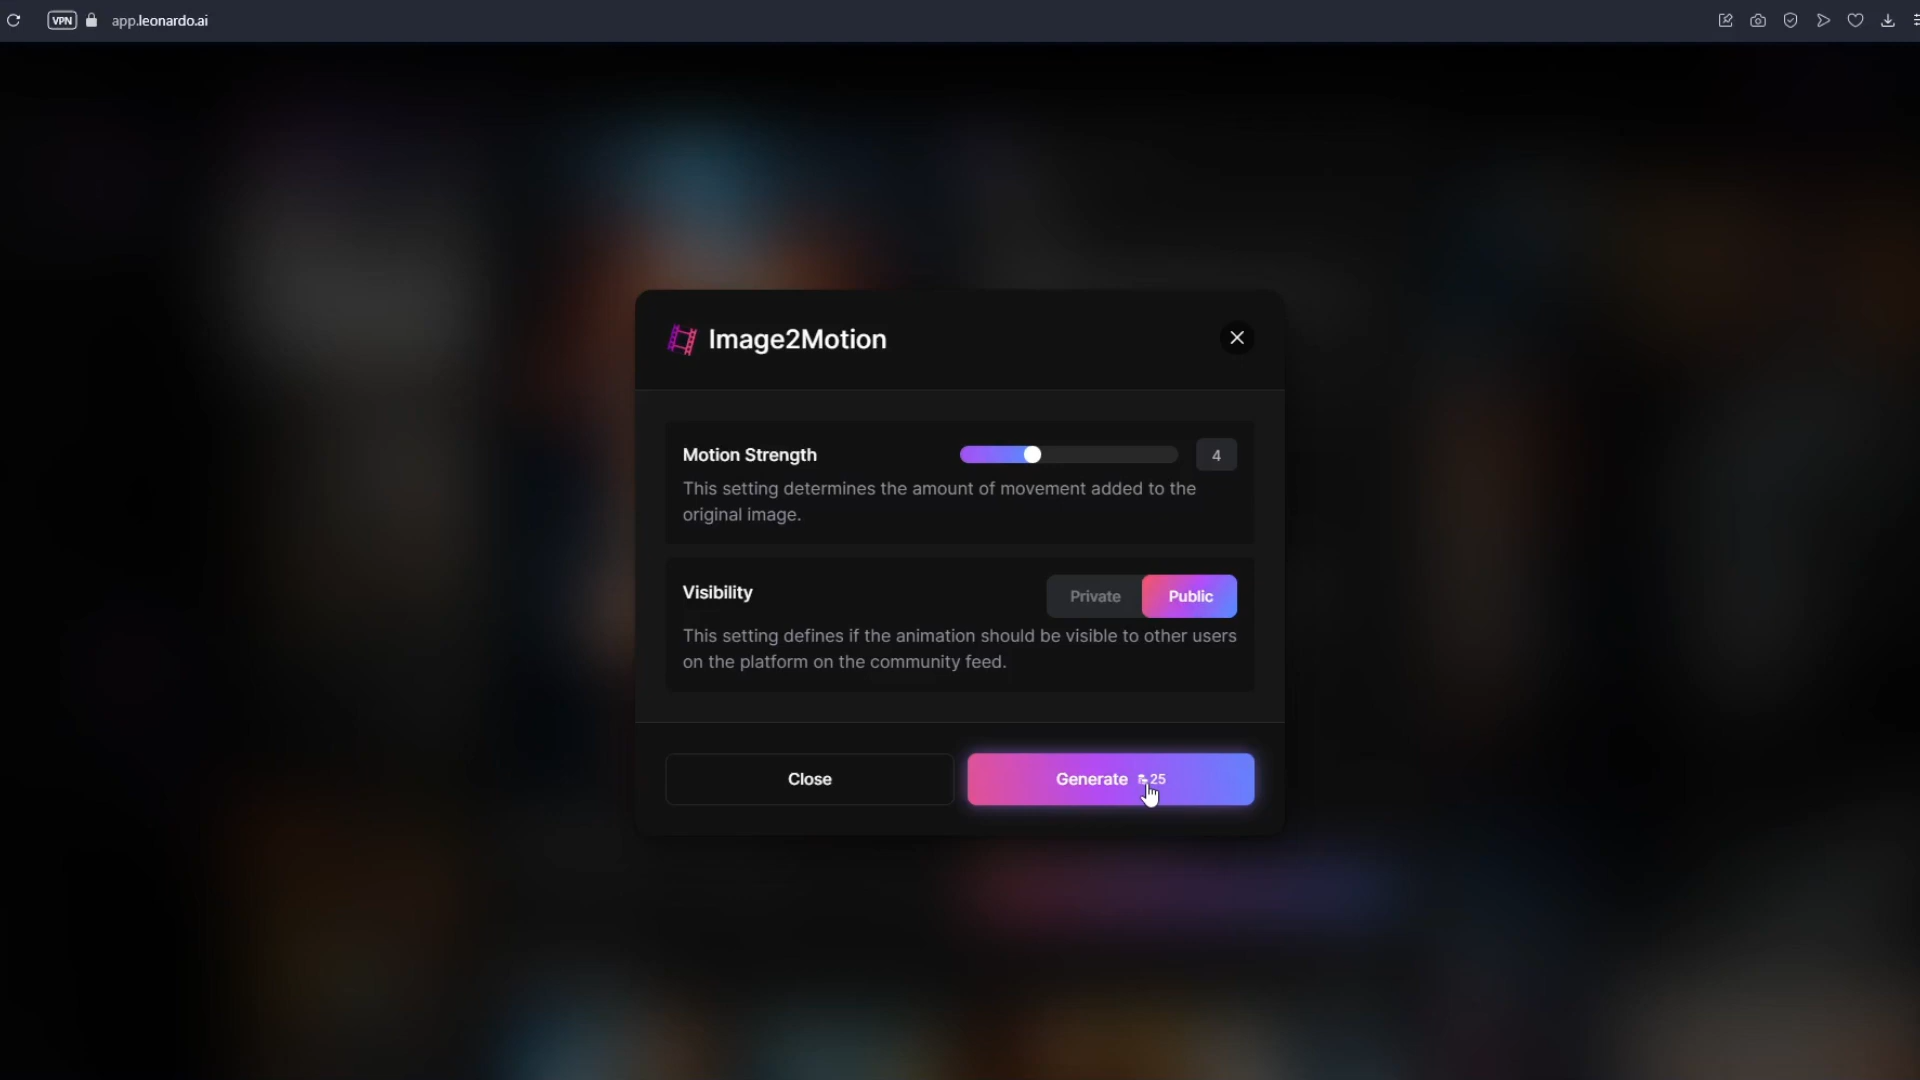 VPN app.leonardo.ai
Image2Motion
Motion Strength 4
This setting determines the amount of movement added to the
original image.
Visibility Private Public
This setting defines if the animation should be visible to other users
on the platform on the community feed.
Close Generate 25